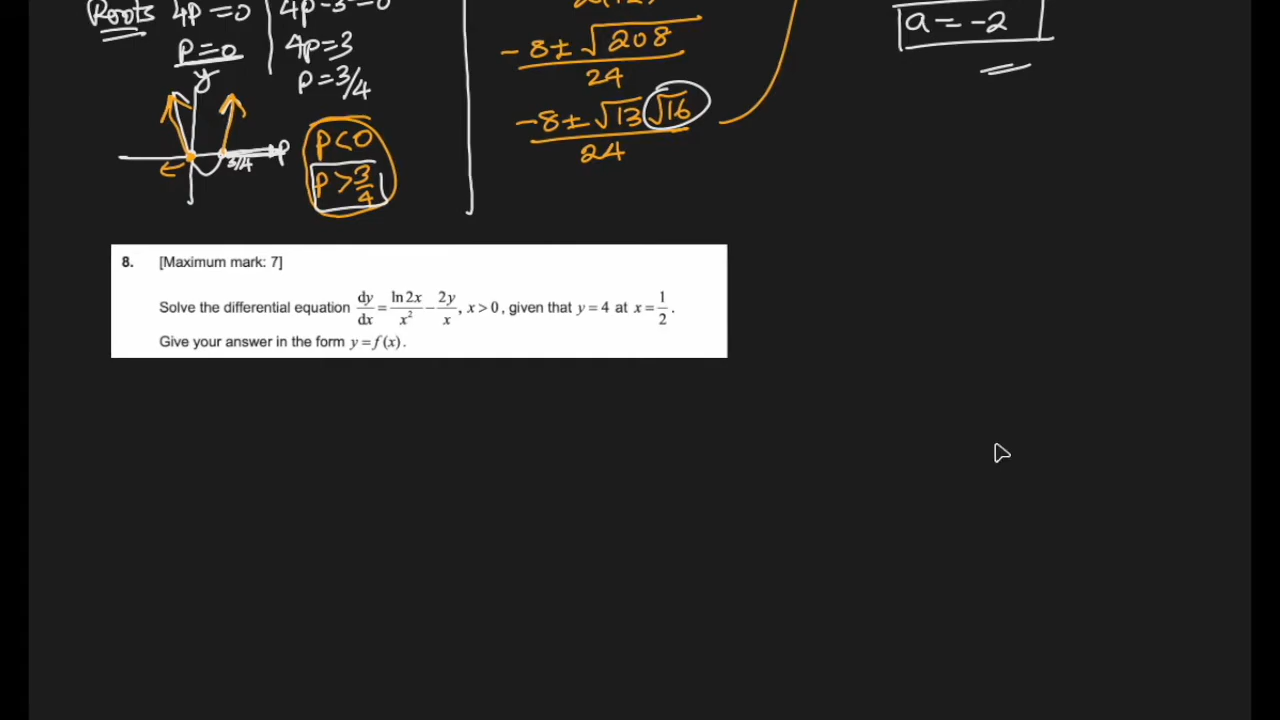 Roots 4P = 0 | 4P-3 = 0
P = 0
4P = 3
P = 3/4
y
P
3/4
P < 0
P > 3/4
-8 ± √208
24
-8 ± √13 √16
24
a = -2
8. [Maximum mark: 7]
Solve the differential equation dy/dx = ln 2x/x² − 2y/x, x > 0, given that y = 4 at x = 1/2.
Give your answer in the form y = f(x).